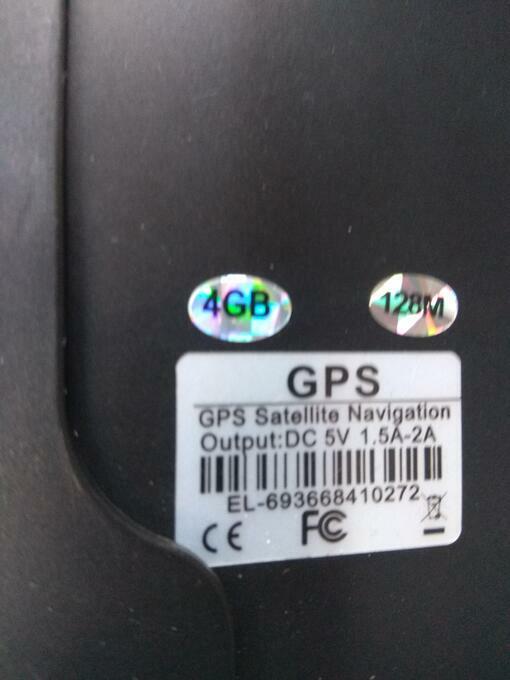 4GB
128M
GPS
GPS Satellite Navigation
Output:DC 5V 1.5A-2A
EL-693668410272
CE FC